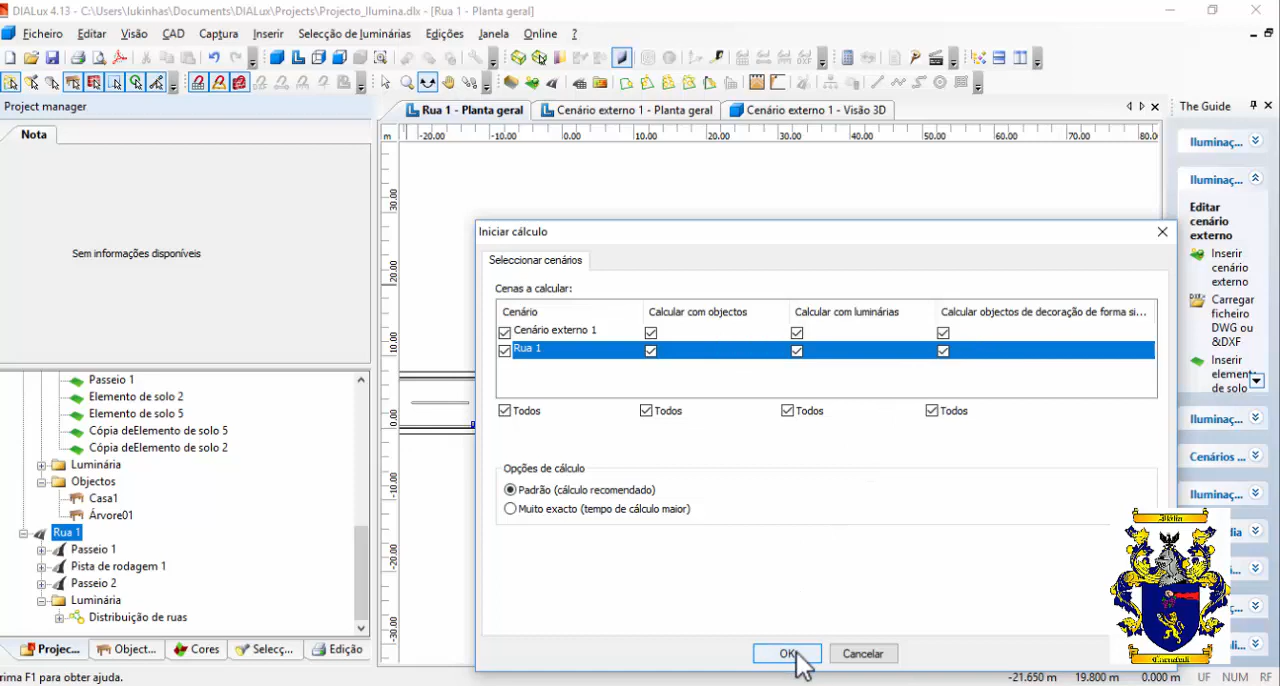 DIALux 4.13 - C:\Users\lukinhas\Documents\DIALux\Projects\Projecto_Ilumina.dlx - [Rua 1 - Planta geral]
Ficheiro Editar Visão CAD Captura Inserir Selecção de luminárias Edições Janela Online ?
Project manager
Nota
Sem informações disponíveis
Passeio 1
Elemento de solo 2
Elemento de solo 5
Cópia deElemento de solo 5
Cópia deElemento de solo 2
Luminária
Objectos
Casa1
Árvore01
Rua 1
Passeio 1
Pista de rodagem 1
Passeio 2
Luminária
Distribuição de ruas
Projec... Object... Cores Selecç... Edição
rima F1 para obter ajuda.
Rua 1 - Planta geral Cenário externo 1 - Planta geral Cenário externo 1 - Visão 3D
m -20.00 -10.00 0.00 10.00 20.00 30.00 40.00 50.00 60.00 70.00 80.0
30.00
20.00
10.00
0.00
-10.00
-20.00
-30.00
Iniciar cálculo
Seleccionar cenários
Cenas a calcular:
Cenário Calcular com objectos Calcular com luminárias Calcular objectos de decoração de forma si...
Cenário externo 1
Rua 1
Todos Todos Todos Todos
Opções de cálculo
Padrão (cálculo recomendado)
Muito exacto (tempo de cálculo maior)
OK Cancelar
The Guide
Iluminaç...
Iluminaç...
Editar
cenário
externo
Inserir
cenário
externo
Carregar
ficheiro
DWG ou
&DXF
Inserir
element
de solo
Iluminaç...
Cenários ...
Iluminaç...
-21.650 m 19.800 m 0.000 m UF NUM RF